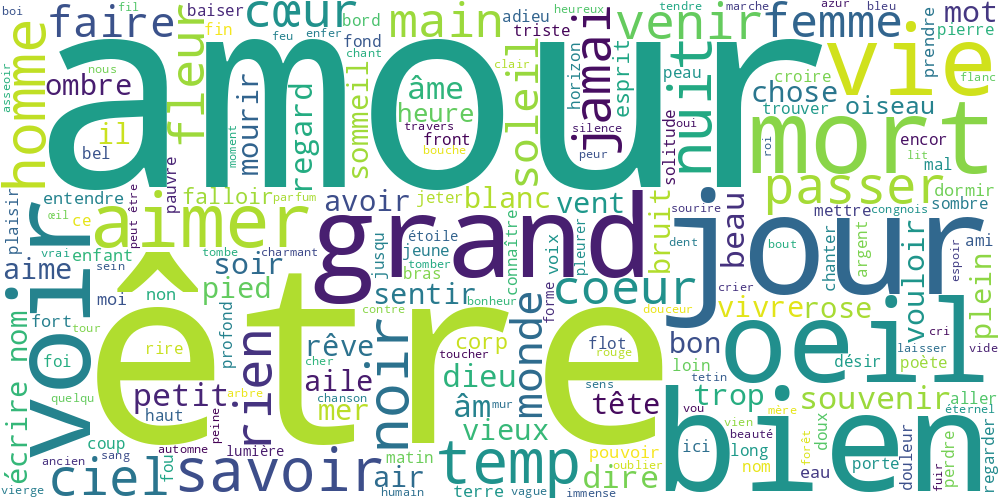 boi
faire
fil
baiser
cœur
bord
adieu
heureux
main
tendre
venir
marche
azur
bleu
femme
mot
asseoir
homme
nous
fleur
fin
feu
enfer
fond
chant
triste
clair
amour
jamai
horizon
esprit
peau
nuit
croire
vie
prendre
pierre
flanc
ombre
il
bel
moment
mourir
regard
sommeil
âme
heure
travers
front
bouche
soleil
silence
peur
oui
solitude
chose
trouver
oiseau
roi
mort
encor
lit
mal
pauvre
plaisir
entendre
œil
ce
peut être
falloir
parfum
avoir
jeter
blanc
vent
sourire
passer
dormir
sombre
mettre
congnois
vrai
enfant
aimer
tombe
charmant
grand
étoile
jeune
tomber
jusqu
bras
connaître
voix
pleurer
bruit
dent
beau
jour
bout
chanter
argent
vouloir
espoir
ami
plein
voir
aime
sein
moi
non
soir
pied
sentir
bonheur
forme
coeur
crier
vivre
rose
oeil
cri
vide
laisser
fort
tour
foi
rire
profond
contre
être
rêve
cher
corp
toucher
monde
flot
rouge
douceur
bon
loin
désir
poète
écrire nom
quelqu
petit
haut
arbre
rien
aile
chanson
mer
noir
dieu
âm
mur
vieux
sens
tête
tetin
trop
mère
souvenir
aller
éternel
coup
sang
ancien
automne
peine
lumière
matin
temp
pouvoir
oublier
vou
ici
bien
vien
beauté
long
nom
forêt
doux
eau
porte
douleur
fuir
perdre
regarder
vierge
ciel
fou
savoir
air
humain
terre
vague
dire
immense